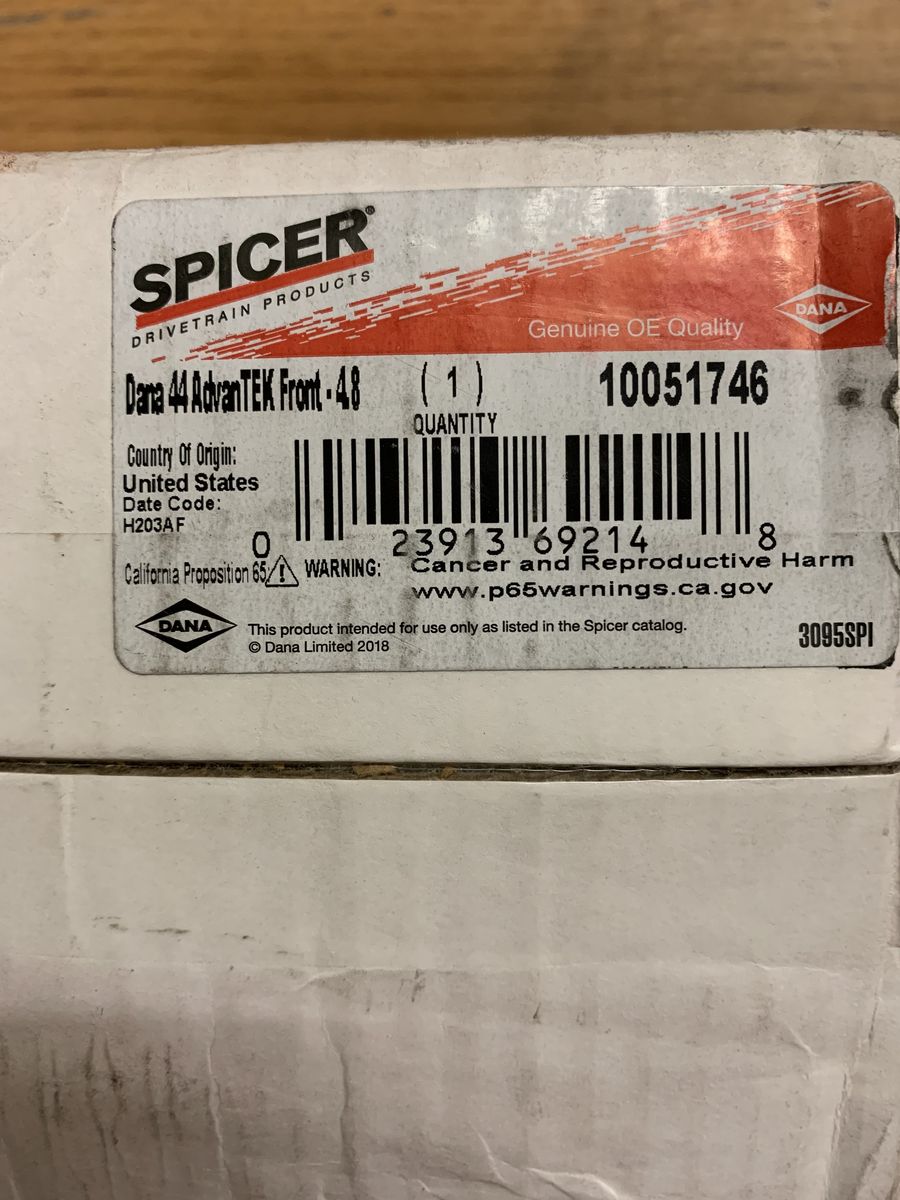 SPICER®
DRIVETRAIN PRODUCTS
Genuine OE Quality
DANA
Dana 44 AdvanTEK Front - 4.8
( 1 )
QUANTITY
10051746
Country Of Origin:
United States
Date Code:
H203AF
0 23913 69214 8
California Proposition 65 WARNING: Cancer and Reproductive Harm
www.p65warnings.ca.gov
DANA
This product intended for use only as listed in the Spicer catalog.
© Dana Limited 2018
3095SPI